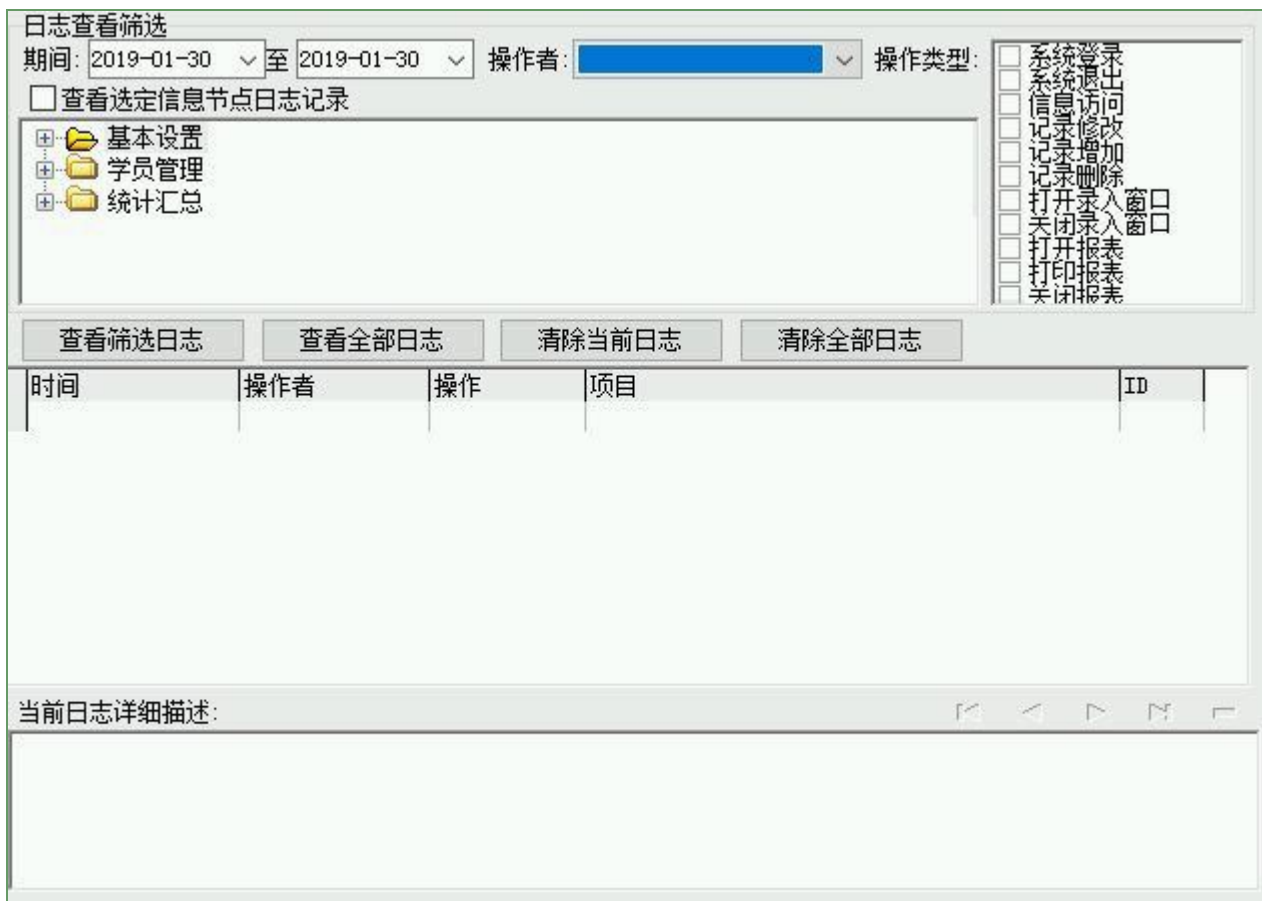 日志查看筛选
期间: 2019-01-30 至 2019-01-30 操作者: 操作类型:
系统登录
系统退出
信息访问
记录修改
记录增加
记录删除
打开录入窗口
关闭录入窗口
打开报表
打印报表
关闭报表
查看选定信息节点日志记录
基本设置
学员管理
统计汇总
查看筛选日志 查看全部日志 清除当前日志 清除全部日志
时间 操作者 操作 项目 ID
当前日志详细描述: